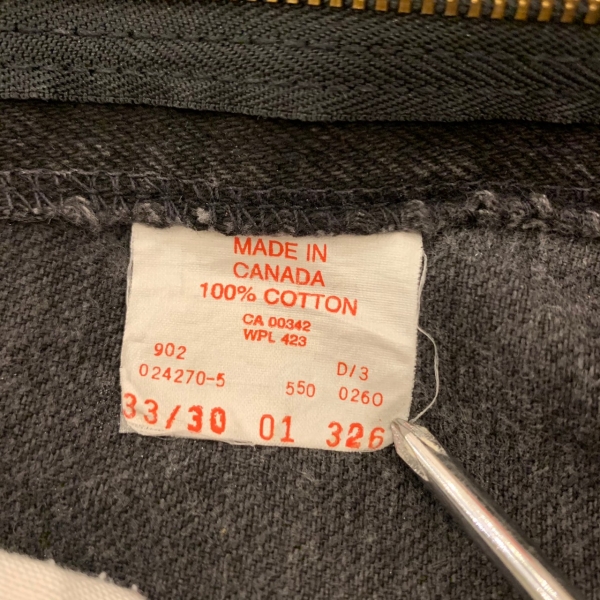 MADE IN
CANADA
100% COTTON
CA 00342
WPL 423
902 D/3
024270-5 550 0260
33/30 01 326